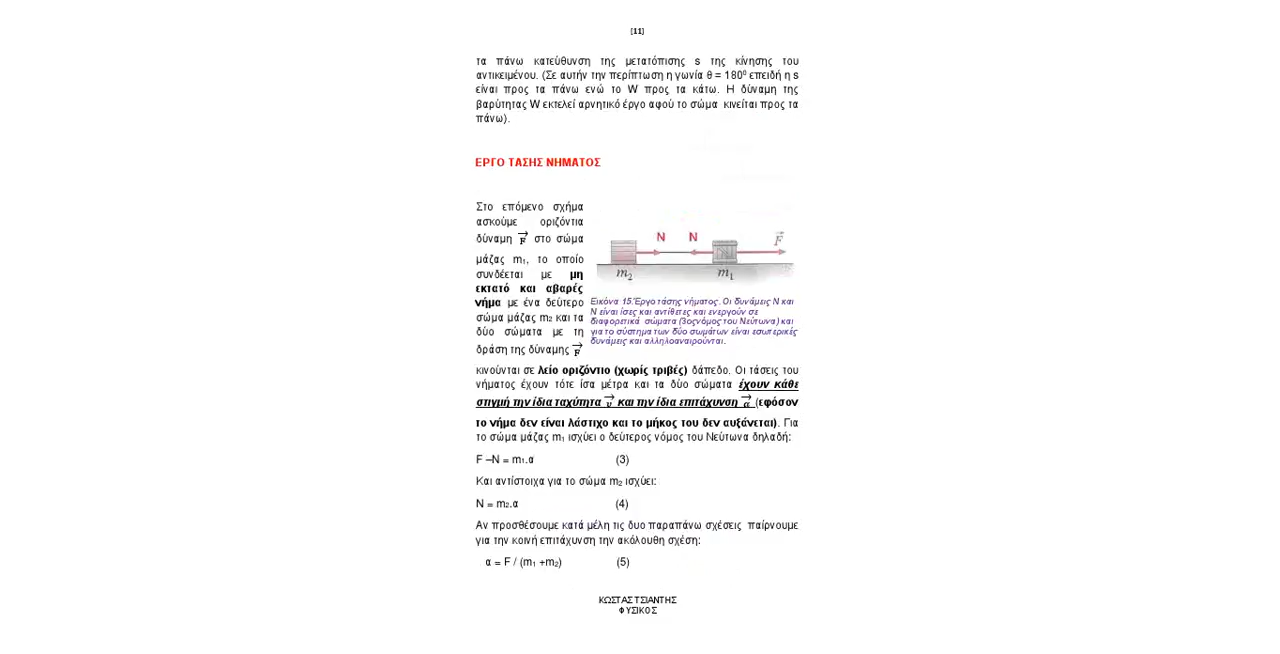 [11]
τα πάνω κατεύθυνση της μετατόπισης s της κίνησης του
αντικειμένου. (Σε αυτήν την περίπτωση η γωνία θ = 180⁰ επειδή η s
είναι προς τα πάνω ενώ το W προς τα κάτω. Η δύναμη της
βαρύτητας W εκτελεί αρνητικό έργο αφού το σώμα κινείται προς τα
πάνω).
ΕΡΓΟ ΤΑΣΗΣ ΝΗΜΑΤΟΣ
Στο επόμενο σχήμα
ασκούμε οριζόντια
δύναμη F⃗ στο σώμα
μάζας m₁, το οποίο
συνδέεται με μη
εκτατό και αβαρές
νήμα με ένα δεύτερο
σώμα μάζας m₂ και τα
δύο σώματα με τη
δράση της δύναμης F⃗
N N F⃗
m₂ m₁
Εικόνα 15.Έργο τάσης νήματος. Οι δυνάμεις Ν και
Ν είναι ίσες και αντίθετες και ενεργούν σε
διαφορετικά σώματα (3οςνόμος του Νεύτωνα) και
για το σύστημα των δύο σωμάτων είναι εσωτερικές
δυνάμεις και αλληλοαναιρούνται.
κινούνται σε λείο οριζόντιο (χωρίς τριβές) δάπεδο. Οι τάσεις του
νήματος έχουν τότε ίσα μέτρα και τα δύο σώματα έχουν κάθε
στιγμή την ίδια ταχύτητα υ⃗ και την ίδια επιτάχυνση α⃗ (εφόσον
το νήμα δεν είναι λάστιχο και το μήκος του δεν αυξάνεται). Για
το σώμα μάζας m₁ ισχύει ο δεύτερος νόμος του Νεύτωνα δηλαδή:
F –N = m₁.α (3)
Και αντίστοιχα για το σώμα m₂ ισχύει:
N = m₂.α (4)
Αν προσθέσουμε κατά μέλη τις δυο παραπάνω σχέσεις παίρνουμε
για την κοινή επιτάχυνση την ακόλουθη σχέση:
α = F / (m₁ +m₂) (5)
ΚΩΣΤΑΣ ΤΣΙΑΝΤΗΣ
ΦΥΣΙΚΟΣ